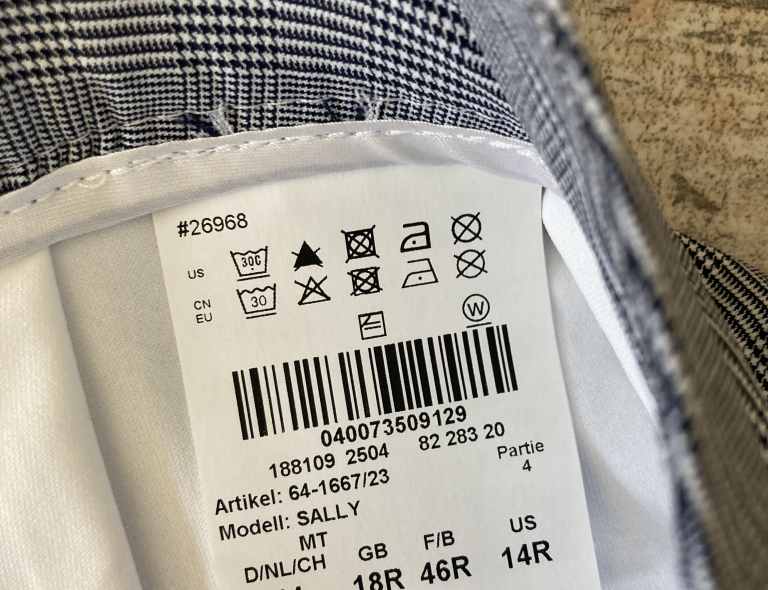 #26968
US 30C
CN
EU 30
W
040073509129
188109 2504 82 283 20
Artikel: 64-1667/23 Partie
Modell: SALLY 4
MT
D/NL/CH GB F/B US
18R 46R 14R